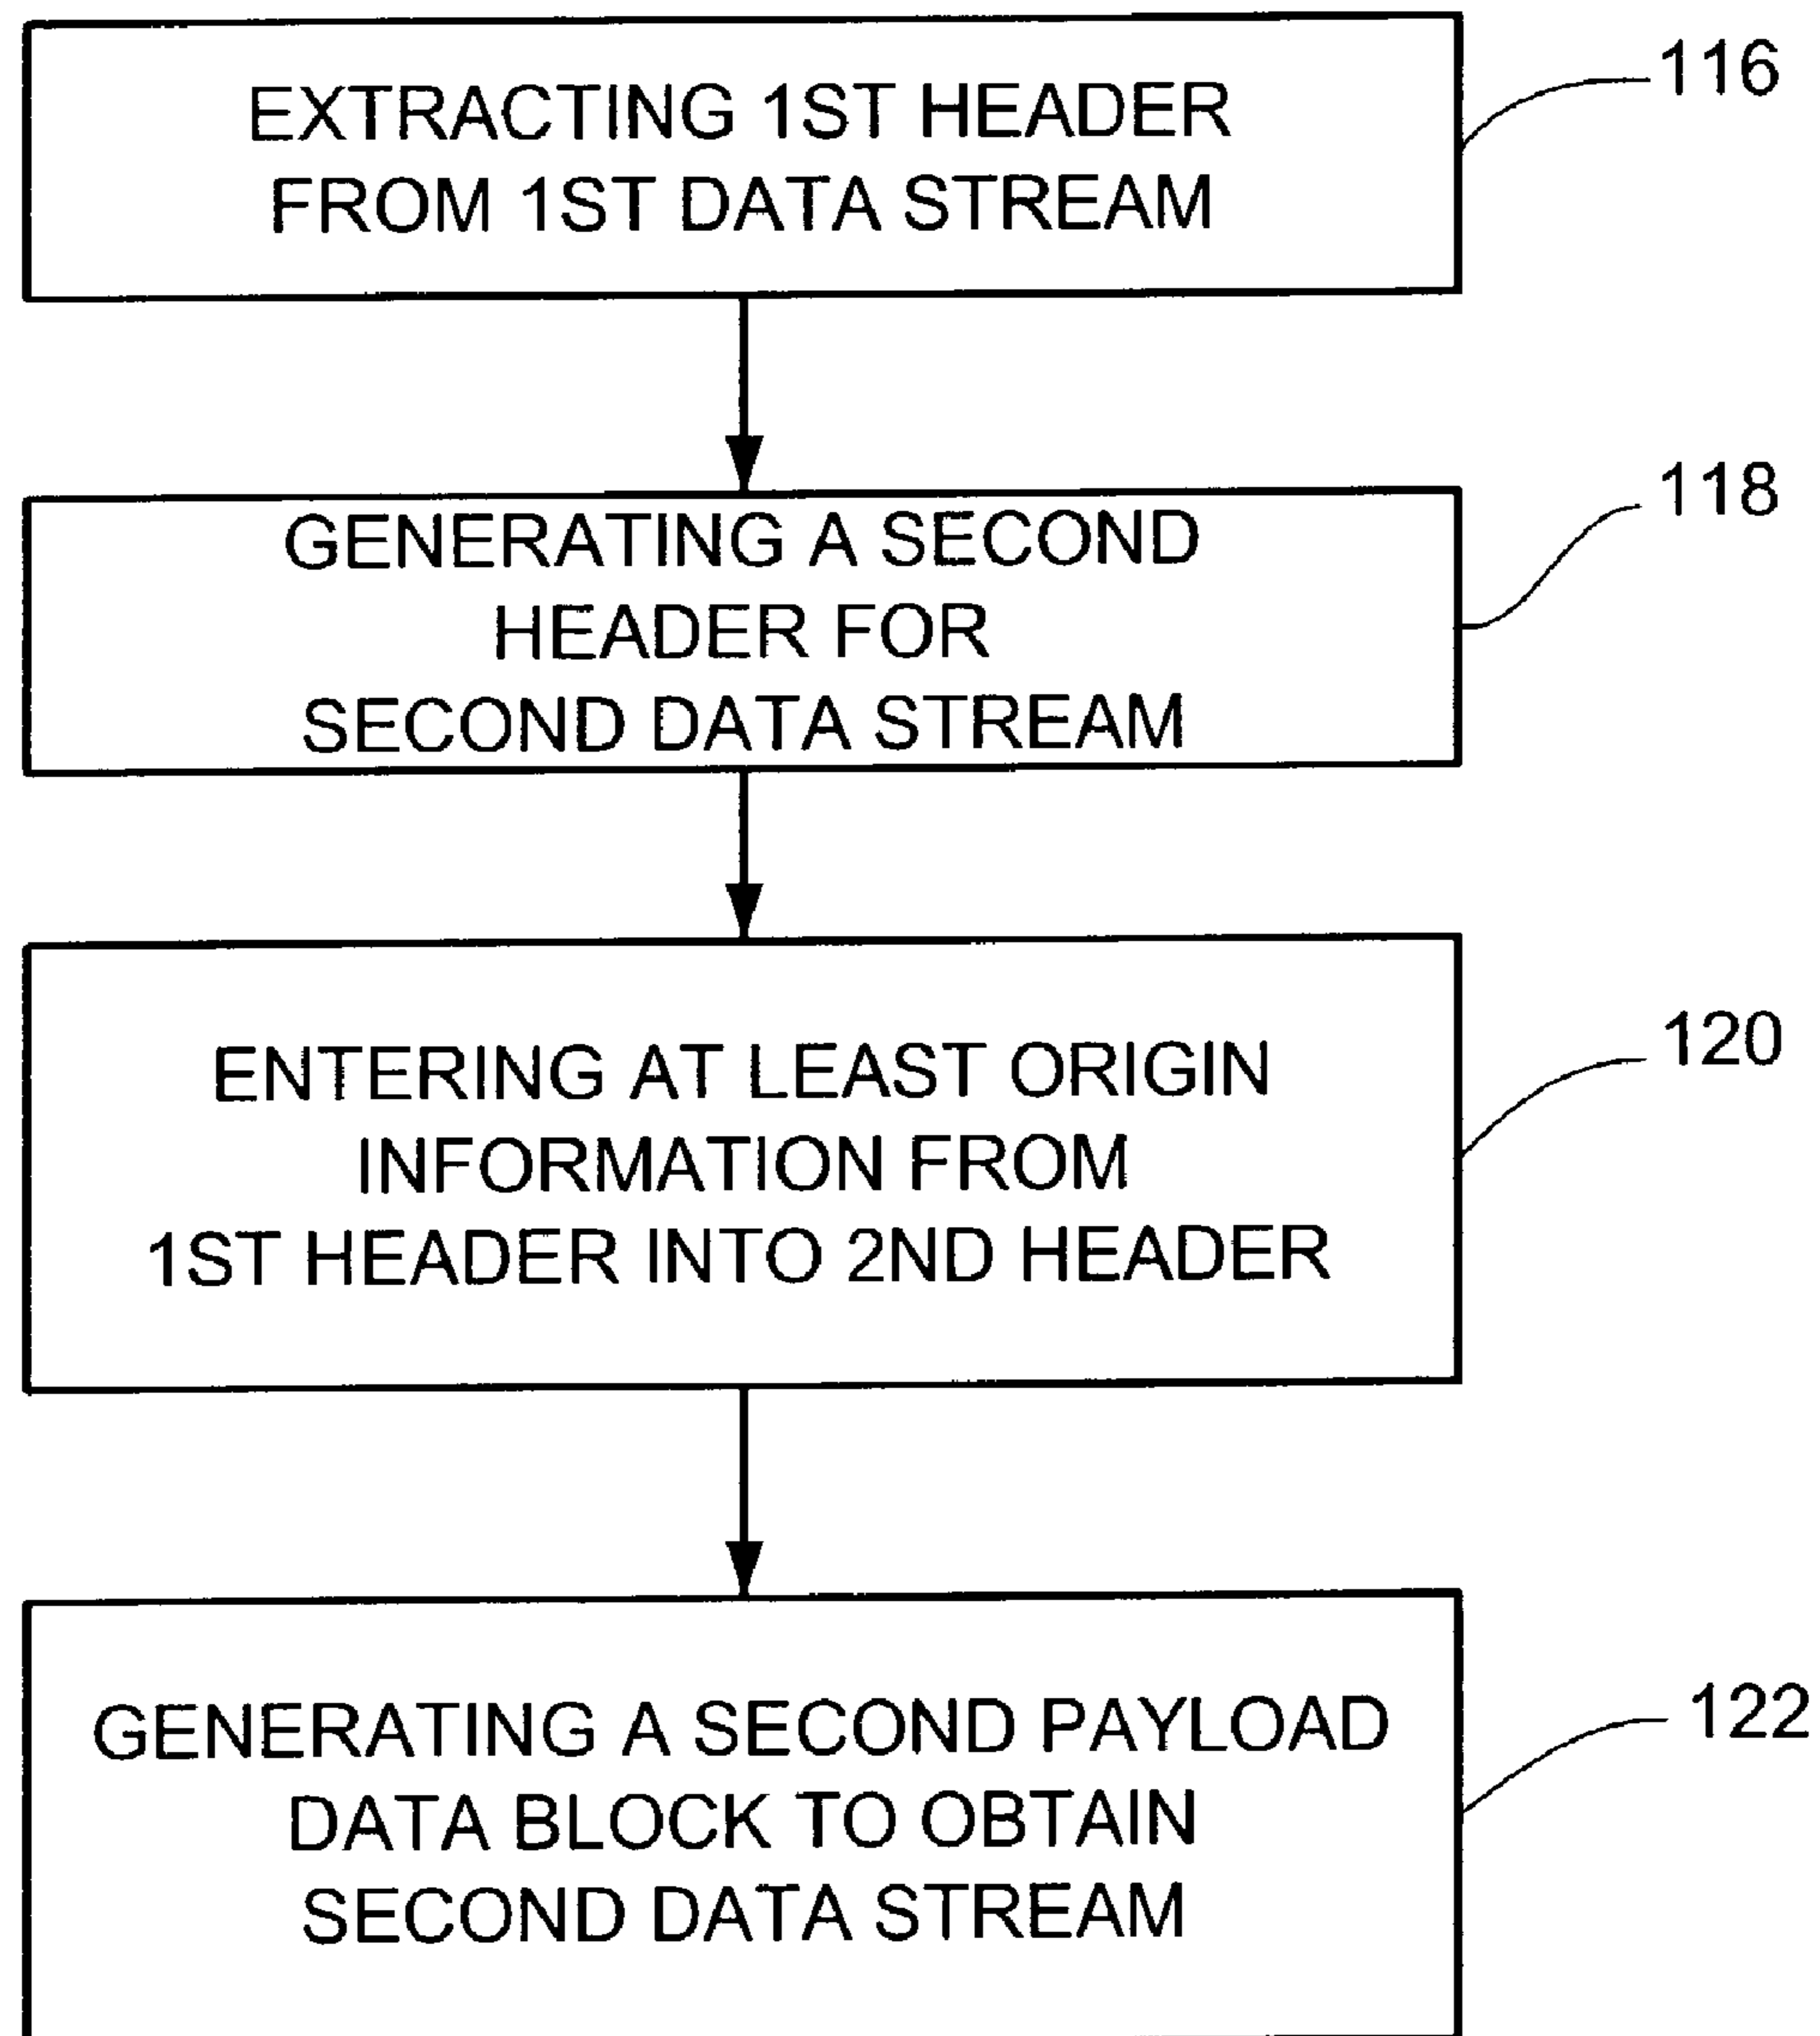 EXTRACTING 1ST HEADER
FROM 1ST DATA STREAM
116
GENERATING A SECOND
HEADER FOR
SECOND DATA STREAM
118
ENTERING AT LEAST ORIGIN
INFORMATION FROM
1ST HEADER INTO 2ND HEADER
120
GENERATING A SECOND PAYLOAD
DATA BLOCK TO OBTAIN
SECOND DATA STREAM
122